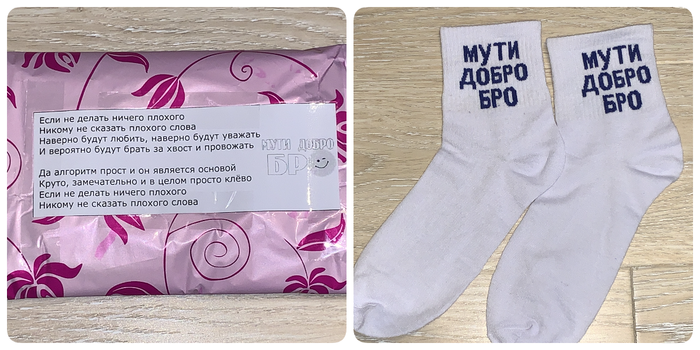 Если не делать ничего плохого
Никому не сказать плохого слова
Наверно будут любить, наверно будут уважать
И вероятно будут брать за хвост и провожать
МУТИ ДОБРО
БРО
Да алгоритм прост и он является основой
Круто, замечательно и в целом просто клёво
Если не делать ничего плохого
Никому не сказать плохого слова
МУТИ
ДОБРО
БРО
МУТИ
ДОБРО
БРО